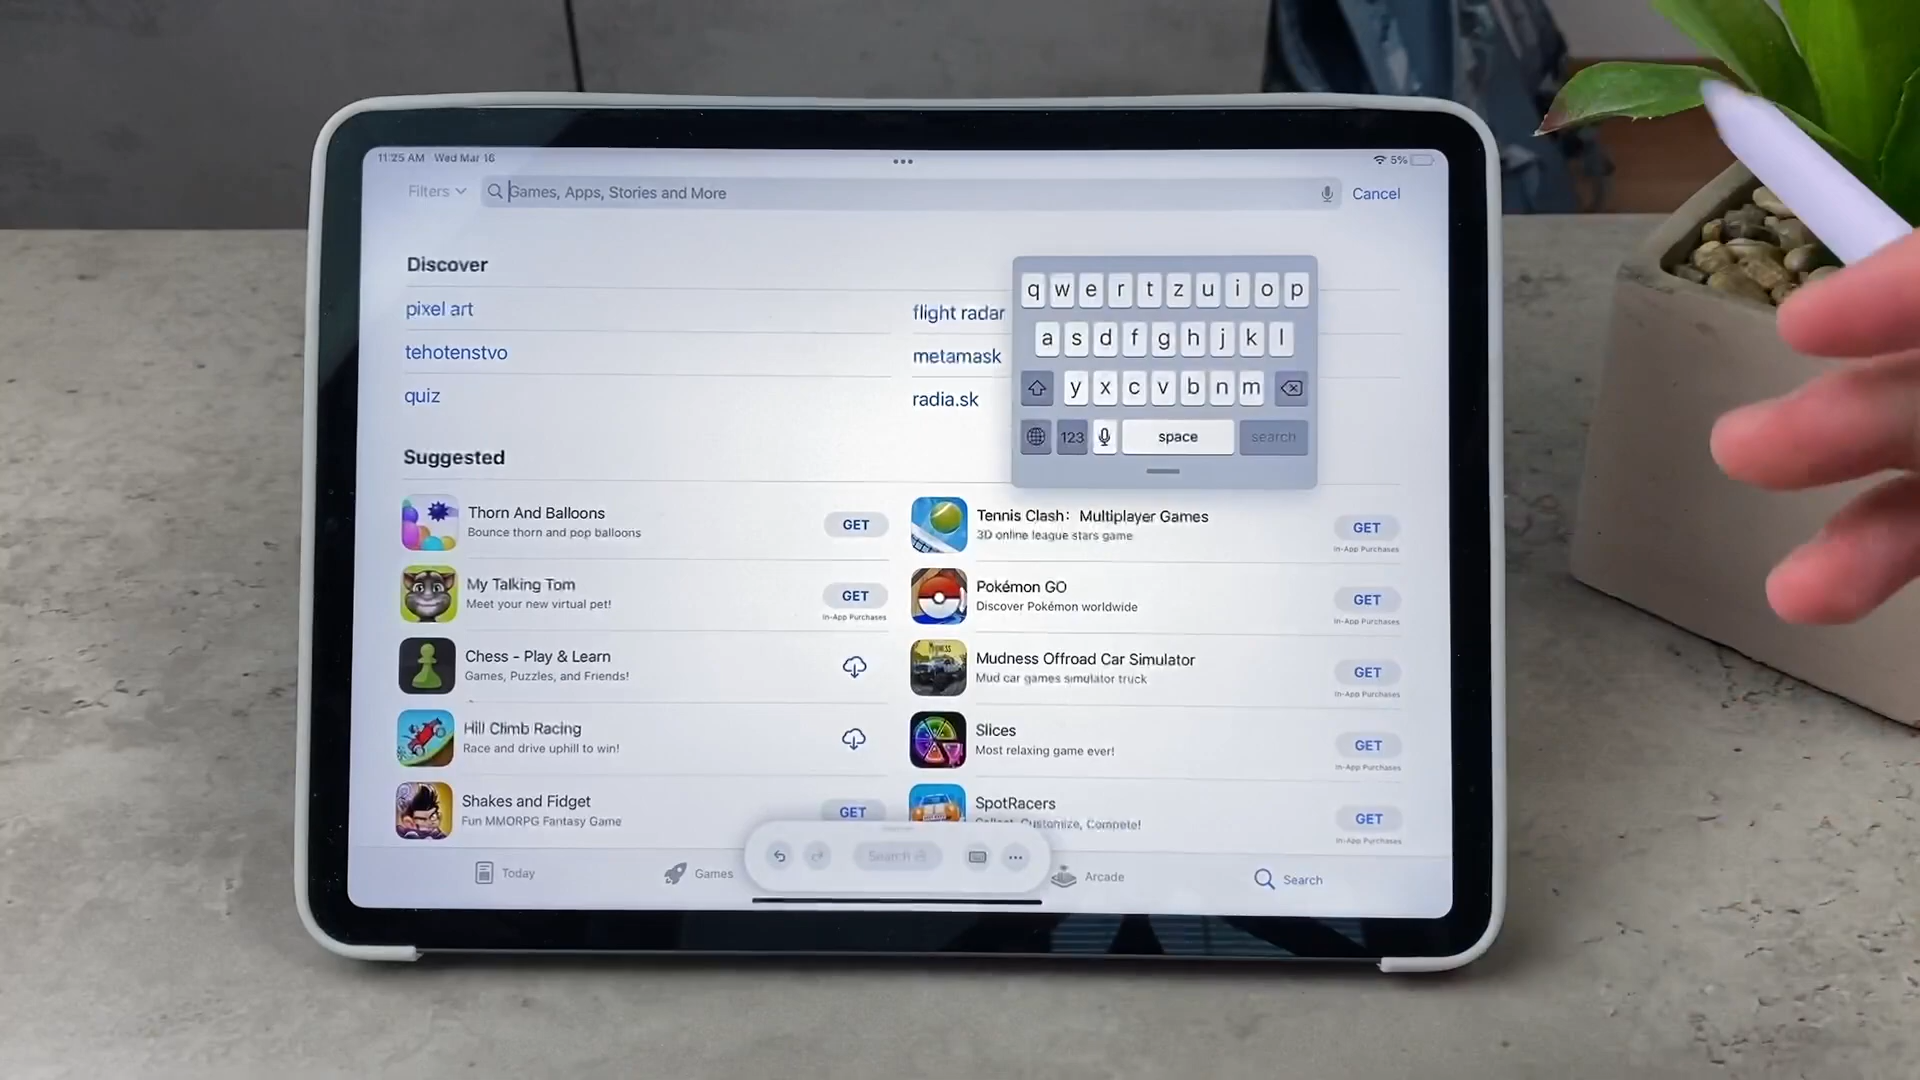 11:25 AM Wed Mar 16
5%
Filters
Games, Apps, Stories and More
Cancel
Discover
pixel art
flight radar
tehotenstvo
metamask
quiz
radia.sk
q w e r t z u i o p
a s d f g h j k l
y x c v b n m
123
space
search
Suggested
Thorn And Balloons
Bounce thorn and pop balloons
GET
Tennis Clash: Multiplayer Games
3D online league stars game
GET
In-App Purchases
My Talking Tom
Meet your new virtual pet!
GET
In-App Purchases
Pokémon GO
Discover Pokémon worldwide
GET
In-App Purchases
Chess - Play & Learn
Games, Puzzles, and Friends!
Mudness Offroad Car Simulator
Mud car games simulator truck
GET
In-App Purchases
Hill Climb Racing
Race and drive uphill to win!
Slices
Most relaxing game ever!
GET
In-App Purchases
Shakes and Fidget
Fun MMORPG Fantasy Game
GET
SpotRacers
Collect, Customize, Compete!
GET
In-App Purchases
Search
Today
Games
Arcade
Search